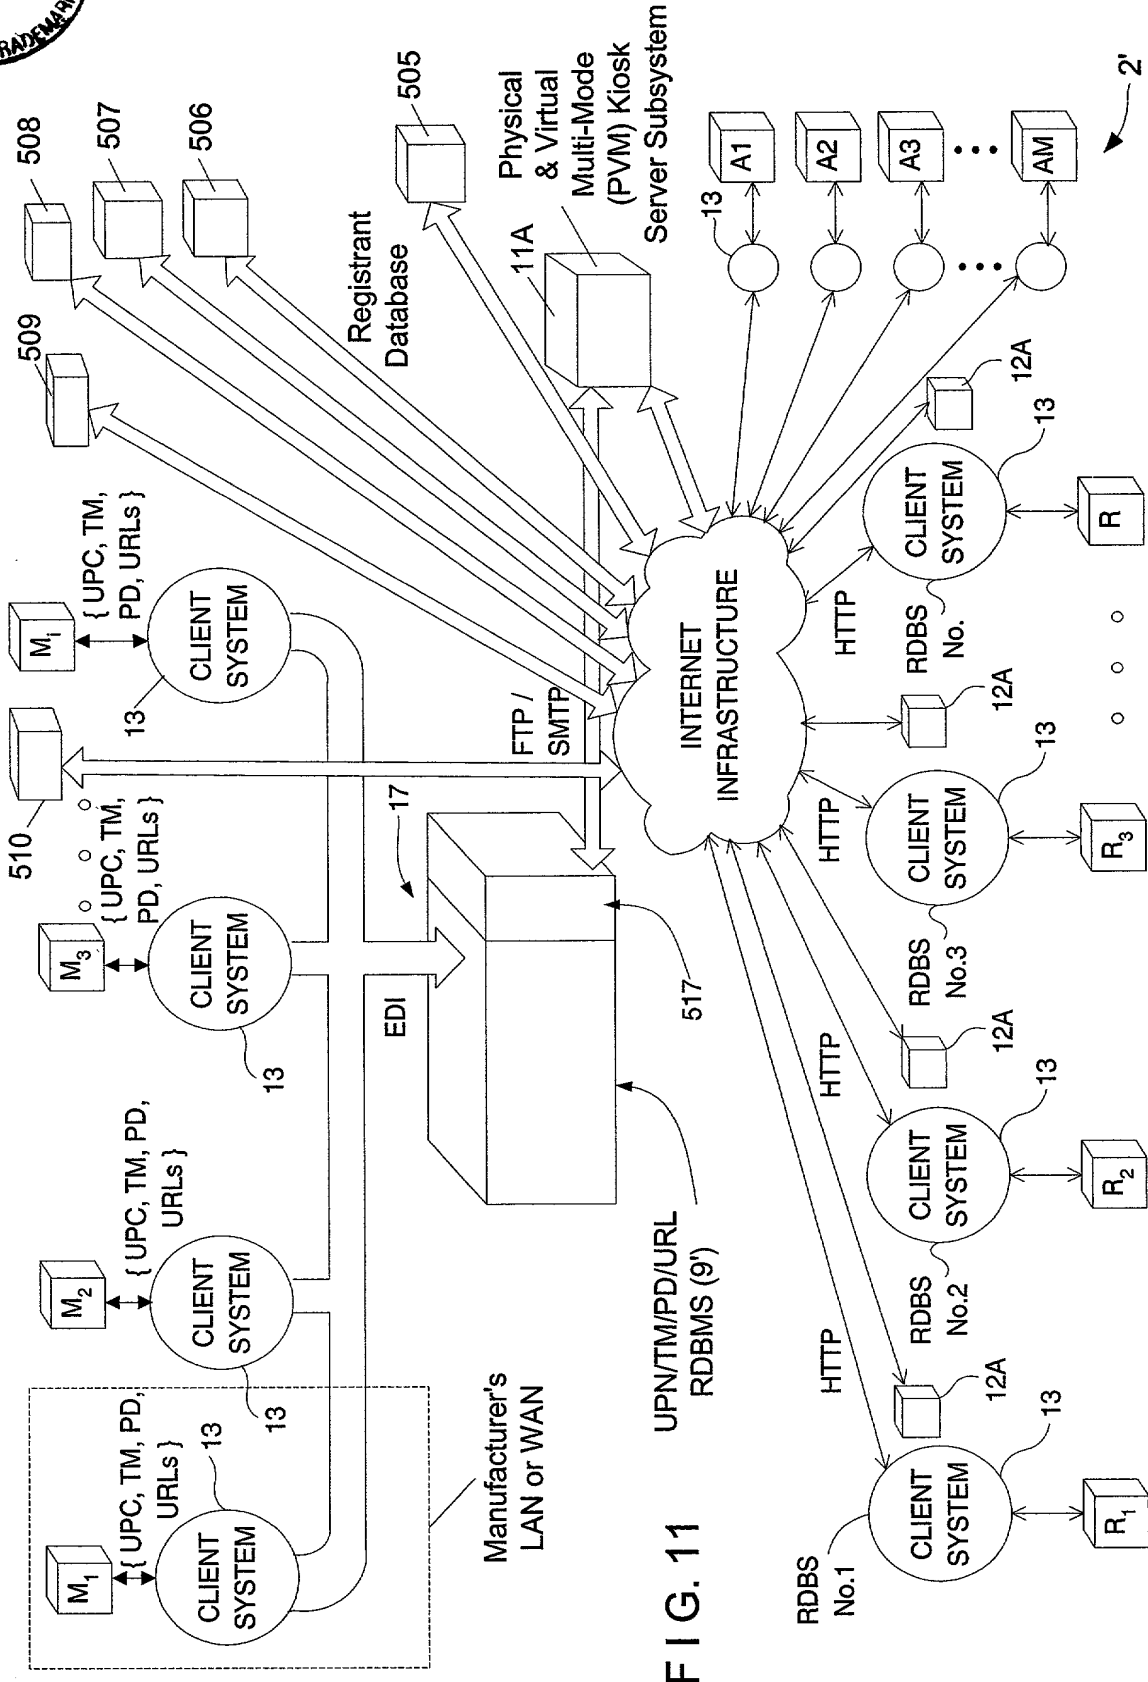 TRADEMARK
508
507
506
505
509
510
Registrant
Database
Physical
& Virtual
Multi-Mode
(PVM) Kiosk
Server Subsystem
11A
2'
M1
{ UPC, TM, PD,
URLs }
13
CLIENT
SYSTEM
Manufacturer's
LAN or WAN
M2
{ UPC, TM, PD,
URLs }
CLIENT
SYSTEM
13
M3
{ UPC, TM,
PD, URLs }
CLIENT
SYSTEM
13
Mi
{ UPC, TM,
PD, URLs }
CLIENT
SYSTEM
13
EDI
17
FTP /
SMTP
517
UPN/TM/PD/URL
RDBMS (9')
INTERNET
INFRASTRUCTURE
13
A1
A2
A3
AM
HTTP
HTTP
HTTP
HTTP
12A
12A
12A
12A
RDBS
No.1
CLIENT
SYSTEM
13
R1
RDBS
No.2
CLIENT
SYSTEM
13
R2
RDBS
No.3
CLIENT
SYSTEM
13
R3
RDBS
No.
CLIENT
SYSTEM
13
R
FIG. 11